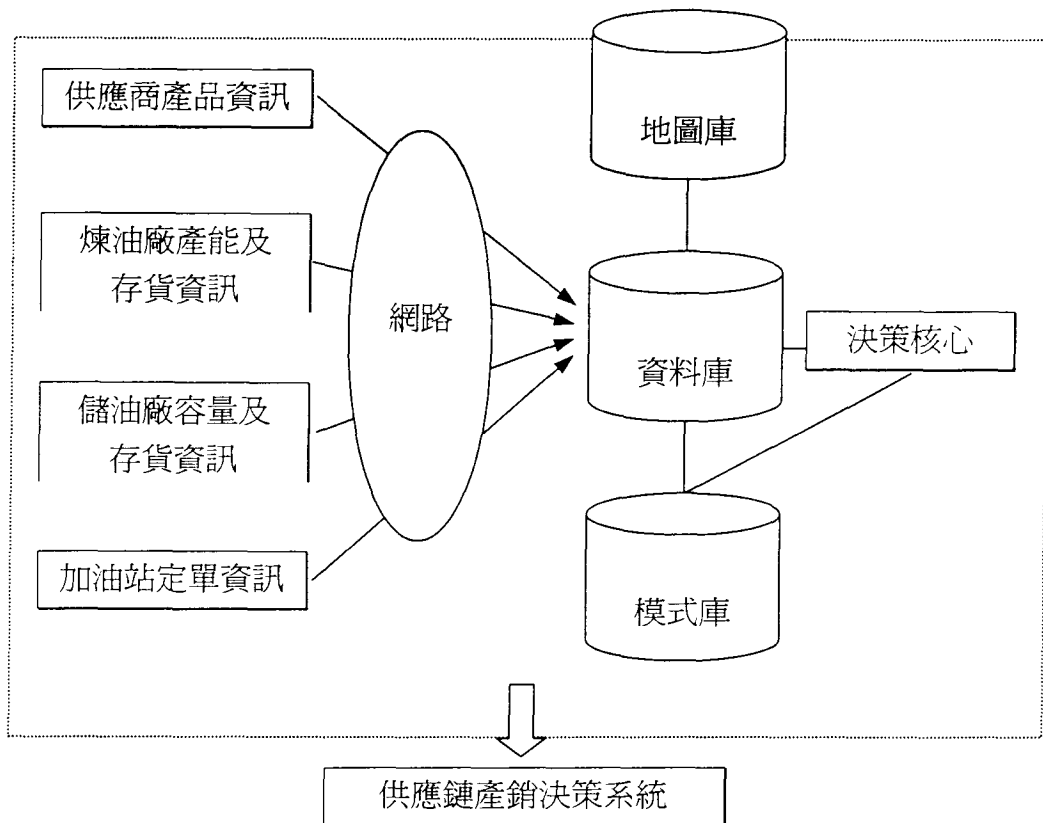 供應商產品資訊
煉油廠產能及
存貨資訊
儲油廠容量及
存貨資訊
加油站定單資訊
網路
地圖庫
資料庫
決策核心
模式庫
供應鏈產銷決策系統